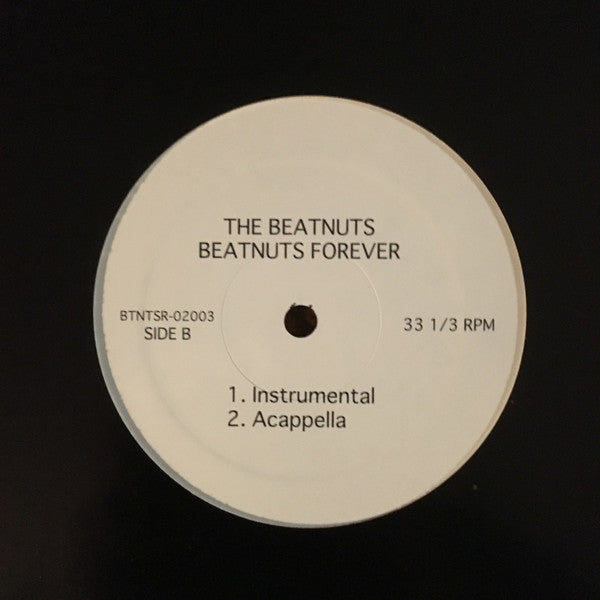 THE BEATNUTS
BEATNUTS FOREVER
BTNTSR-02003
SIDE B
33 1/3 RPM
1. Instrumental
2. Acappella